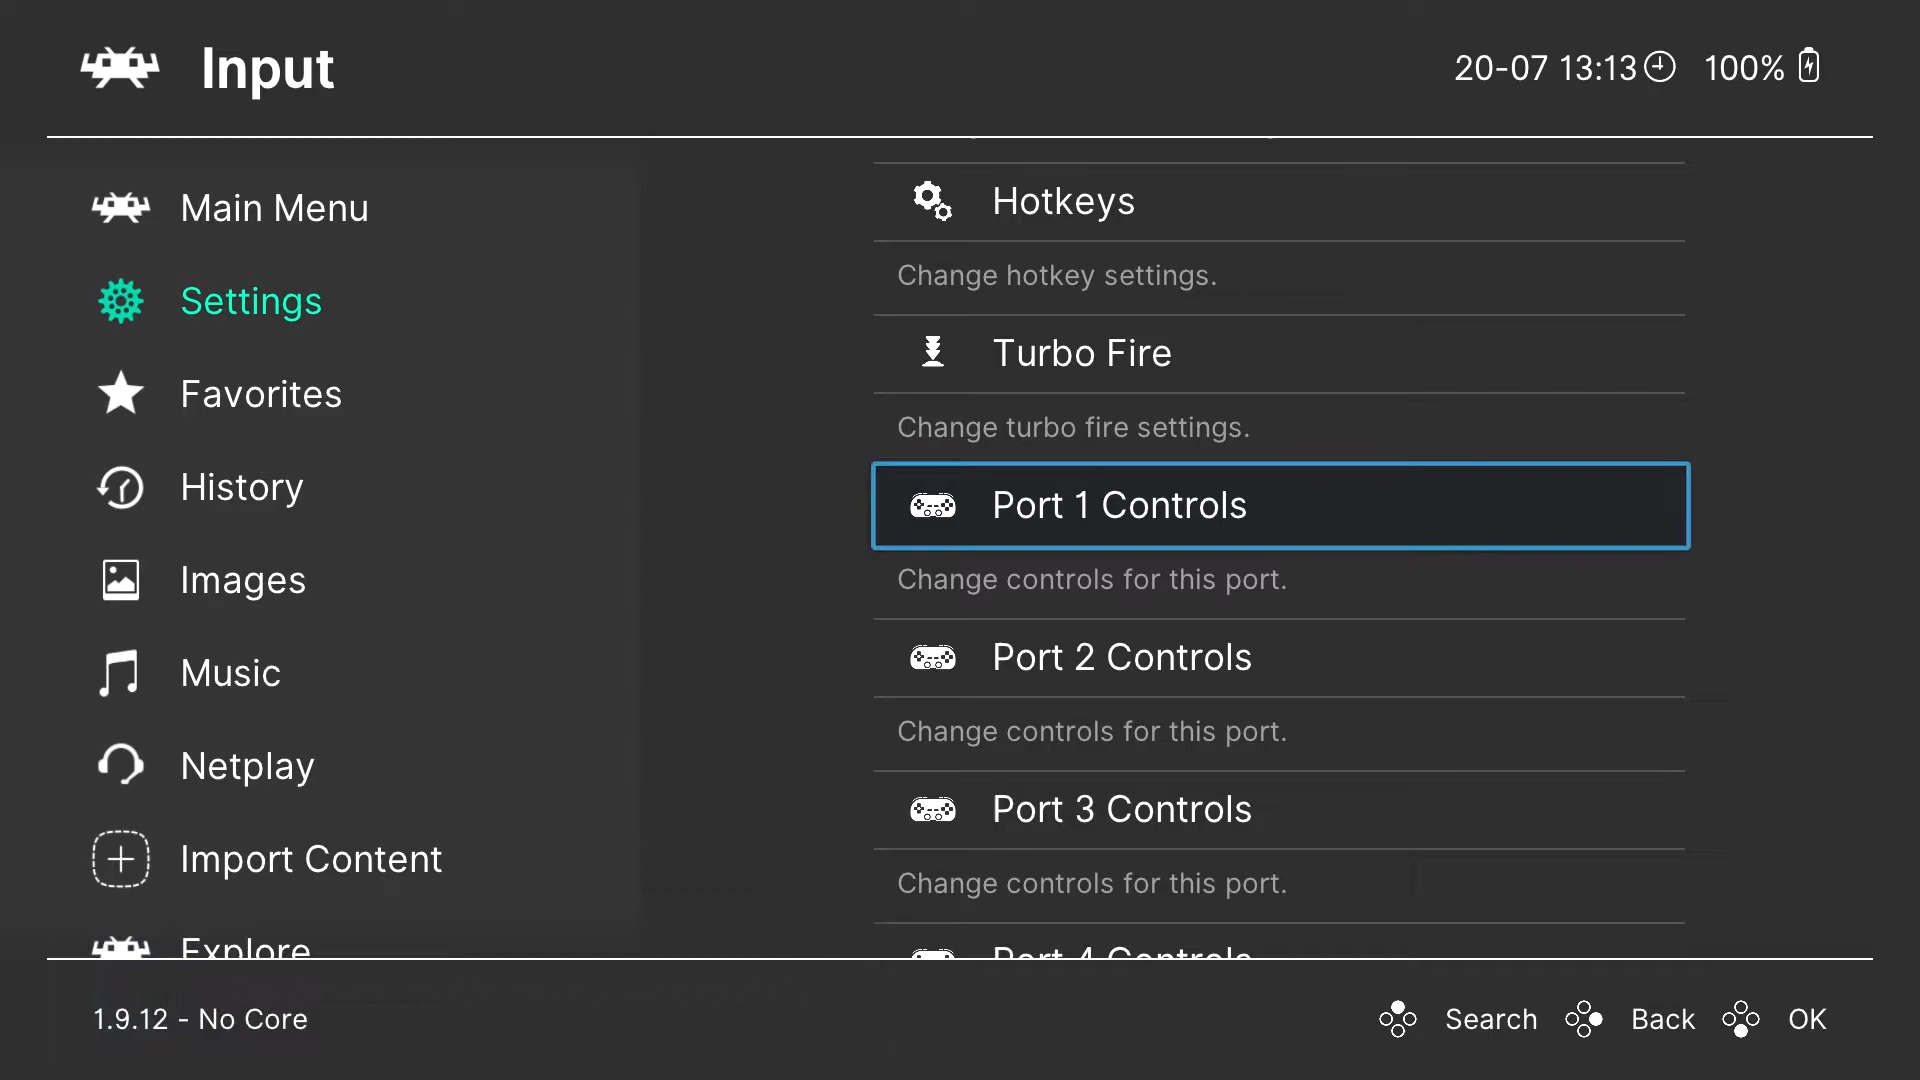 Input
20-07 13:13 100%
Main Menu
Settings
Favorites
History
Images
Music
Netplay
Import Content
Explore
Hotkeys
Change hotkey settings.
Turbo Fire
Change turbo fire settings.
Port 1 Controls
Change controls for this port.
Port 2 Controls
Change controls for this port.
Port 3 Controls
Change controls for this port.
Port 4 Controls
1.9.12 - No Core
Search Back OK